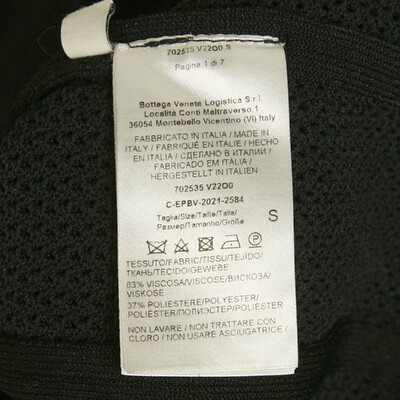 702535 V22Q0 S
Pagina 1 di 7
Bottega Veneta Logistica S.r.l.
Località Conti Maltraverso,1
36054 Montebello Vicentino (VI) Italy
FABBRICATO IN ITALIA / MADE IN
ITALY / FABRIQUÉ EN ITALIE / HECHO
EN ITALIA / СДЕЛАНО В ИТАЛИИ /
FABRICADO EM ITÁLIA /
HERGESTELLT IN ITALIEN
702535 V22Q0
C-EPBV-2021-2584
Taglia/Size/Taille/Talla/
Размер/Tamanho/Größe
S
P
TESSUTO/FABRIC/TISSU/TEJIDO/
ТКАНЬ/TECIDO/GEWEBE
63% VISCOSA/VISCOSE/ВИСКОЗА/
VISKOSE
37% POLIESTERE/POLYESTER/
POLIÉSTER/ПОЛИЭСТЕР/POLYESTER
NON LAVARE / NON TRATTARE CON
CLORO / NON USARE ASCIUGATRICE /